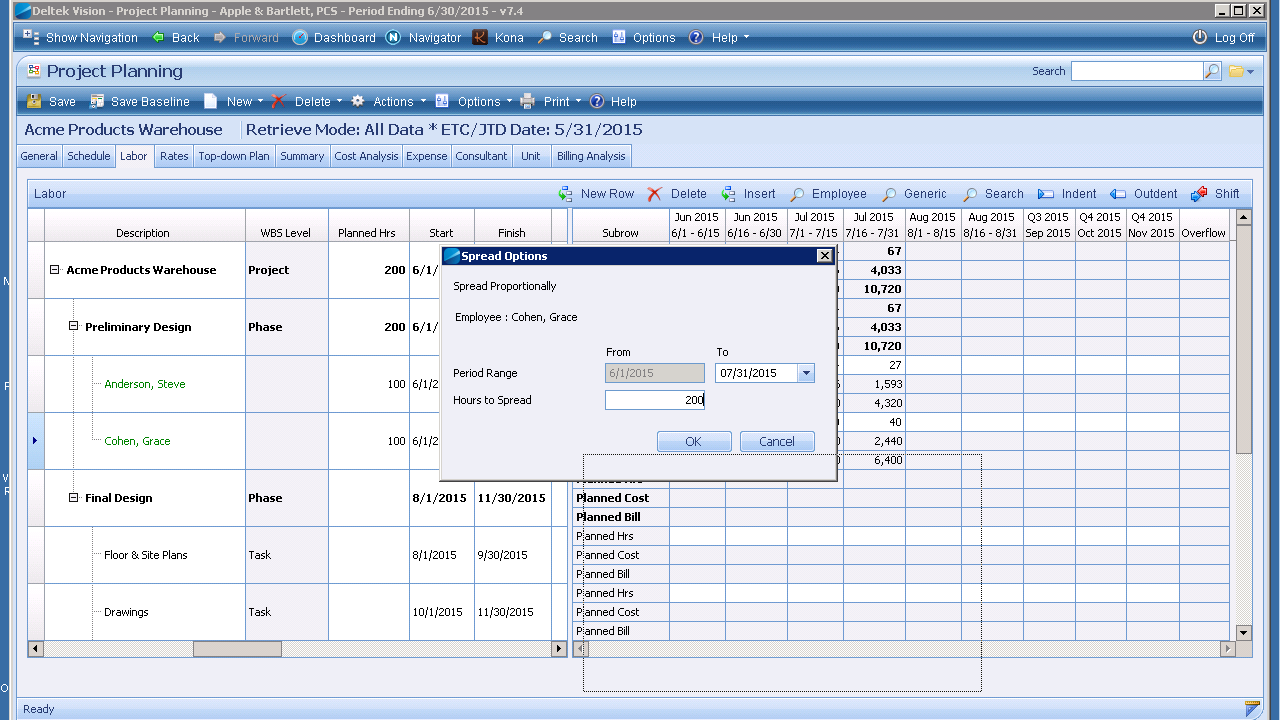 Deltek Vision - Project Planning - Apple & Bartlett, PCS - Period Ending 6/30/2015 - v7.4
Show Navigation Back Forward Dashboard Navigator Kona Search Options Help Log Off
Project Planning Search
Save Save Baseline New Delete Actions Options Print Help
Acme Products Warehouse Retrieve Mode: All Data * ETC/JTD Date: 5/31/2015
General Schedule Labor Rates Top-down Plan Summary Cost Analysis Expense Consultant Unit Billing Analysis
Labor New Row Delete Insert Employee Generic Search Indent Outdent Shift
Jun 2015 Jun 2015 Jul 2015 Jul 2015 Aug 2015 Aug 2015 Q3 2015 Q4 2015 Q4 2015
Description WBS Level Planned Hrs Start Finish Subrow 6/1 - 6/15 6/16 - 6/30 7/1 - 7/15 7/16 - 7/31 8/1 - 8/15 8/16 - 8/31 Sep 2015 Oct 2015 Nov 2015 Overflow
67
Acme Products Warehouse Project 200 6/1/ 4,033
10,720
67
Preliminary Design Phase 200 6/1/ 4,033
10,720
27
Anderson, Steve 100 6/1/2 1,593
4,320
40
Cohen, Grace 100 6/1/2 2,440
6,400
Spread Options
Spread Proportionally
Employee : Cohen, Grace
From To
Period Range 6/1/2015 07/31/2015
Hours to Spread 200
OK Cancel
Final Design Phase 8/1/2015 11/30/2015 Planned Cost
Planned Bill
Planned Hrs
Floor & Site Plans Task 8/1/2015 9/30/2015 Planned Cost
Planned Bill
Planned Hrs
Drawings Task 10/1/2015 11/30/2015 Planned Cost
Planned Bill
Ready